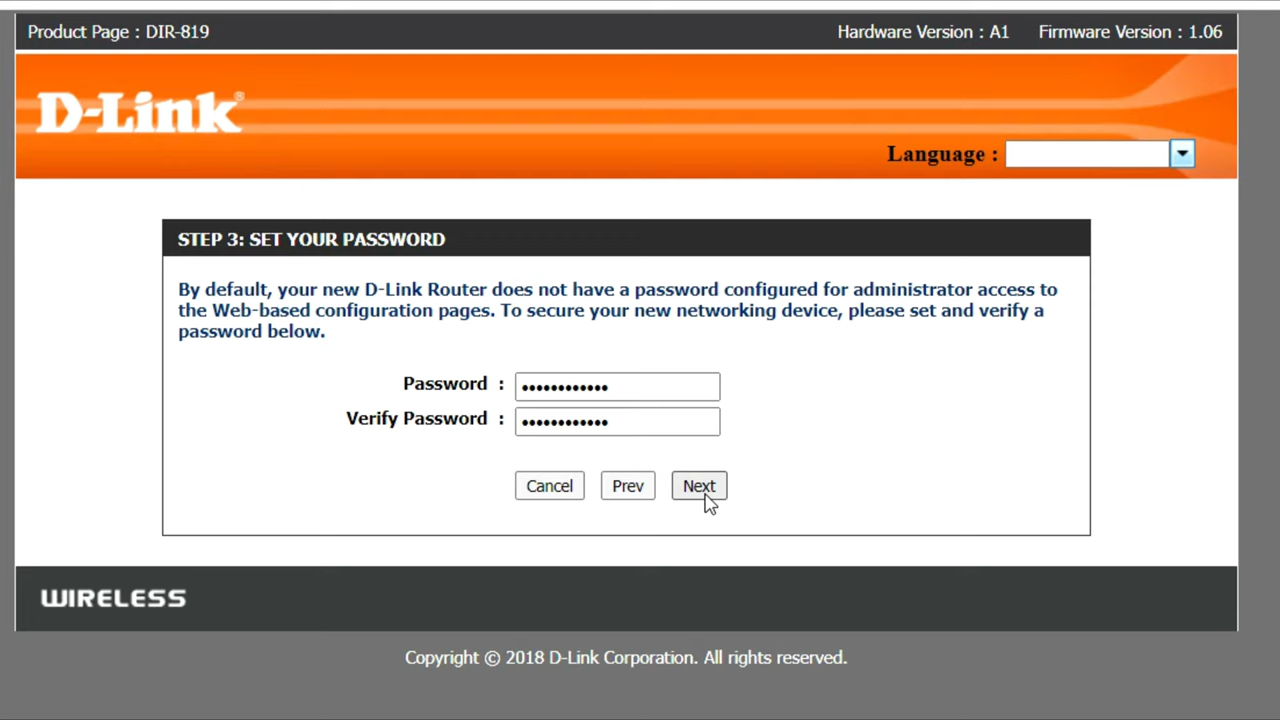 Product Page : DIR-819 Hardware Version : A1 Firmware Version : 1.06
D-Link®
Language :
STEP 3: SET YOUR PASSWORD
By default, your new D-Link Router does not have a password configured for administrator access to
the Web-based configuration pages. To secure your new networking device, please set and verify a
password below.
Password : ••••••••••••
Verify Password : ••••••••••••
Cancel Prev Next
WIRELESS
Copyright © 2018 D-Link Corporation. All rights reserved.